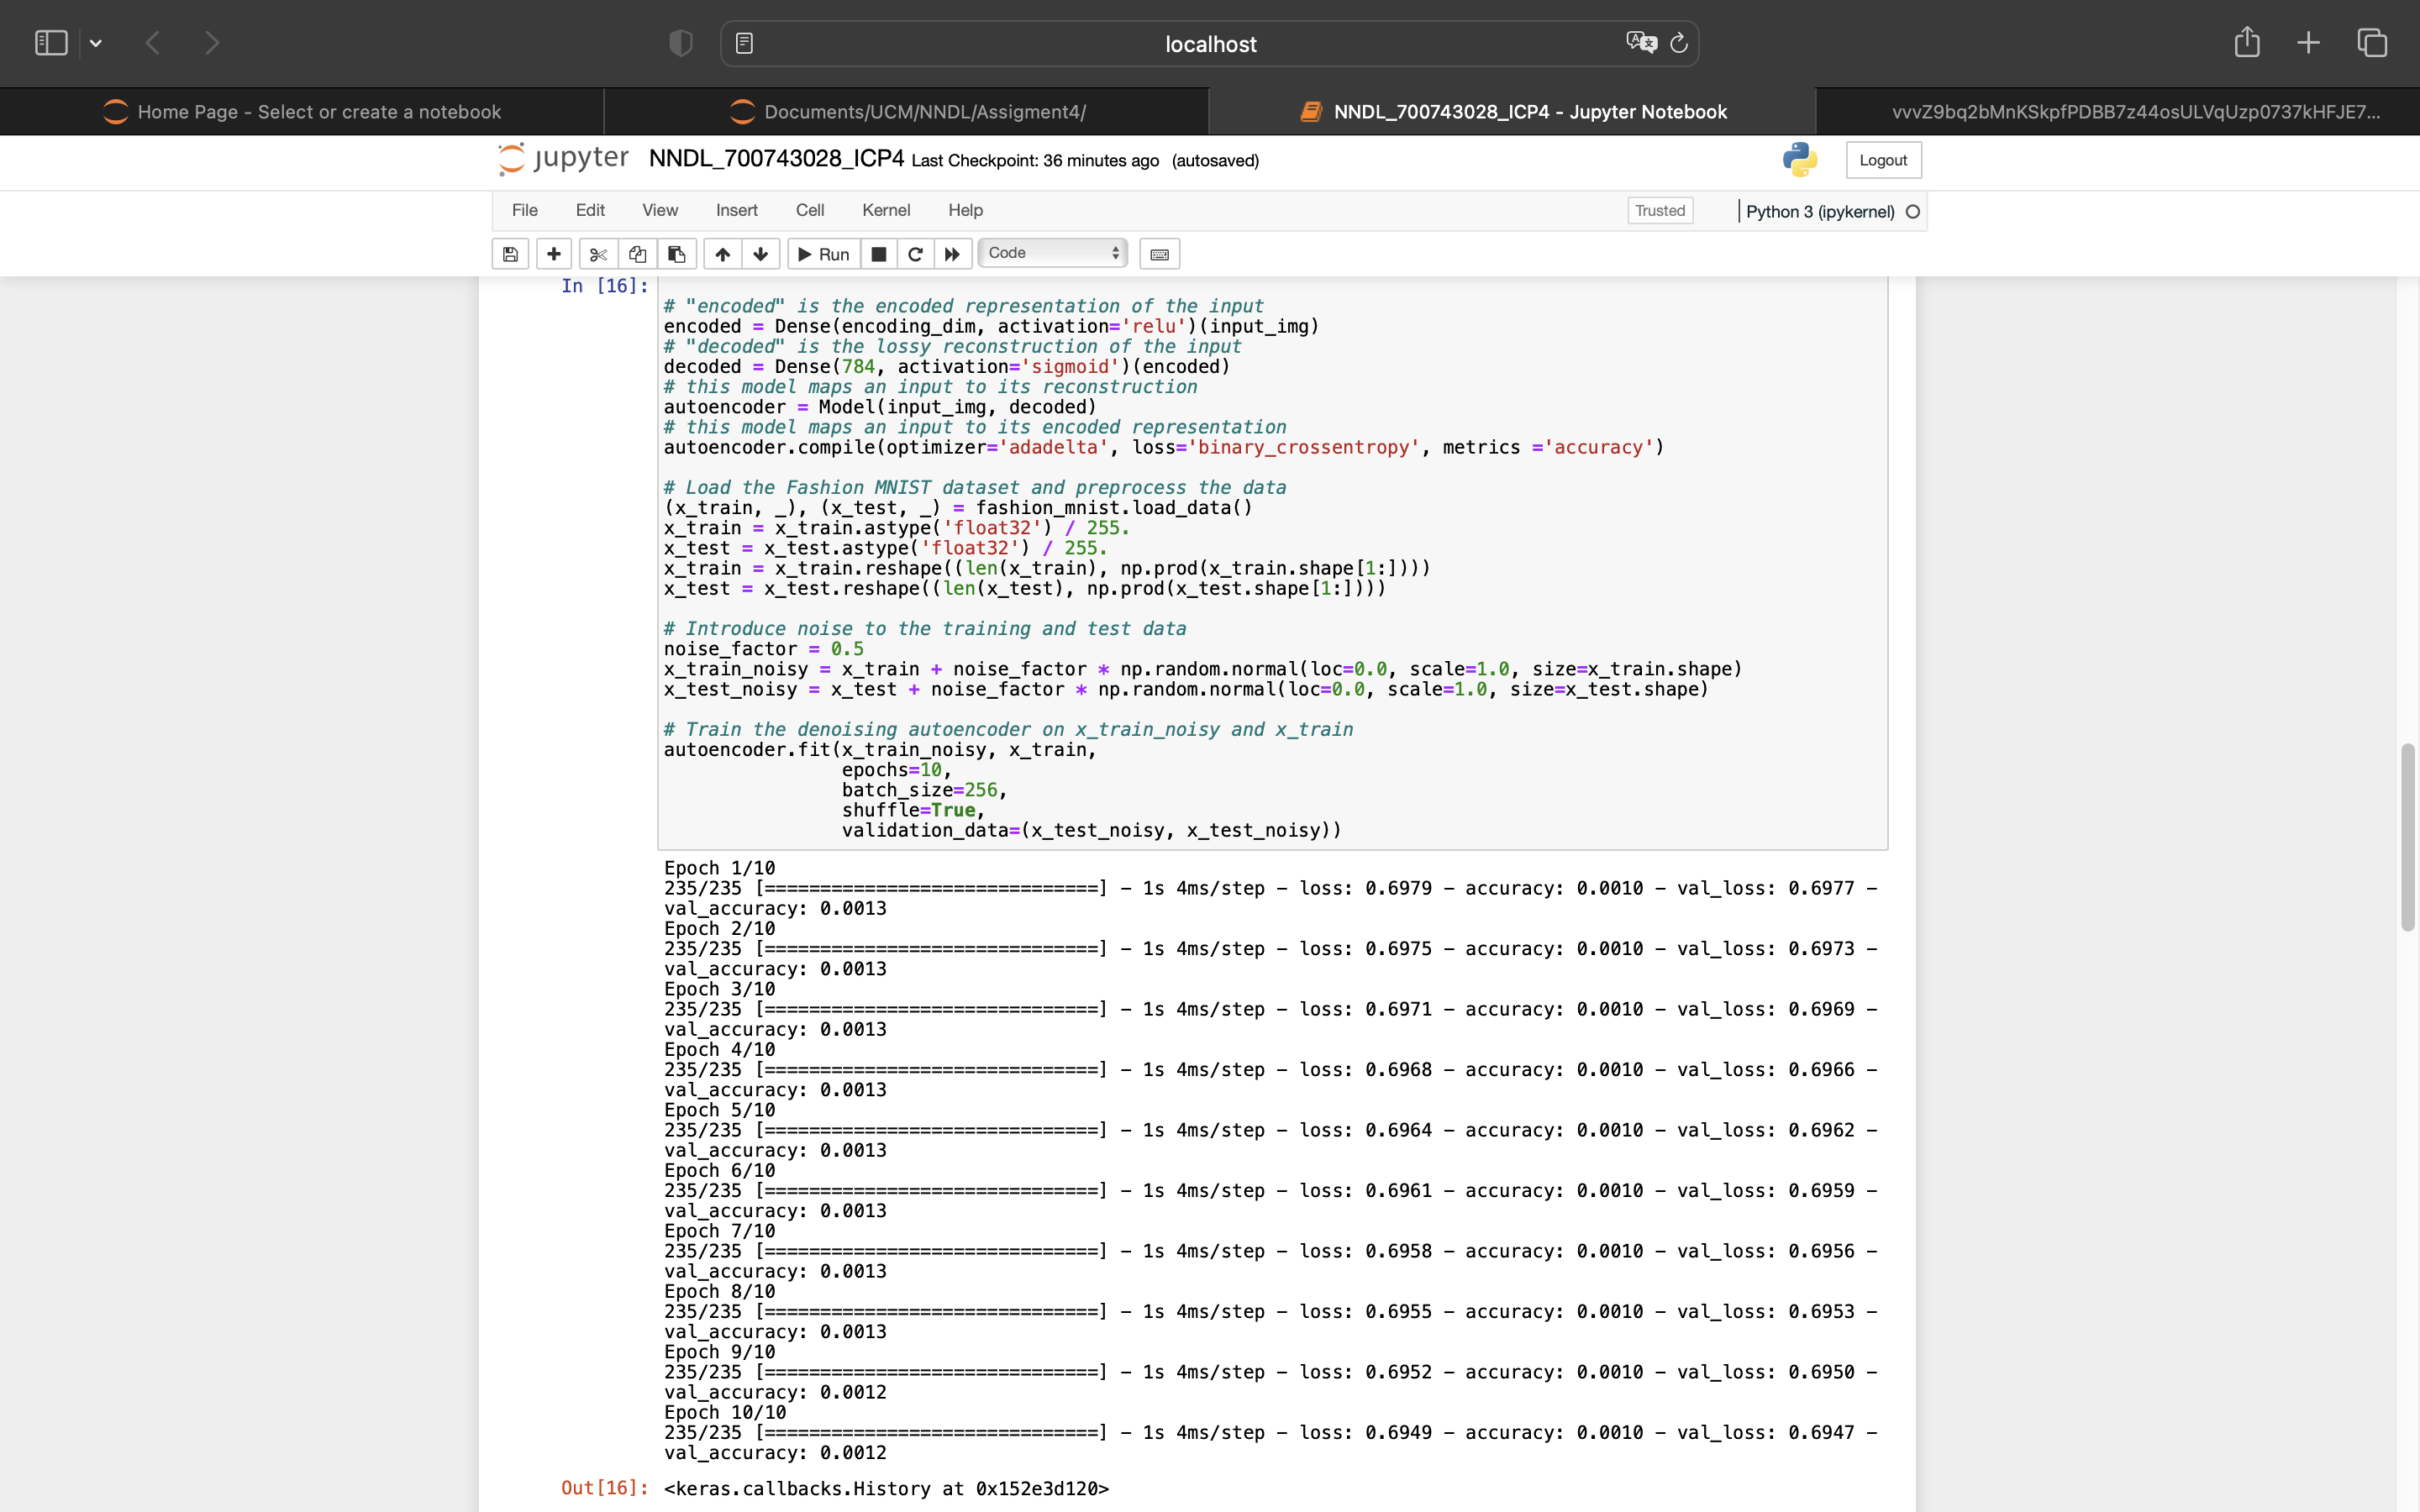 localhost
Home Page - Select or create a notebook
Documents/UCM/NNDL/Assigment4/
NNDL_700743028_ICP4 - Jupyter Notebook
vvvZ9bq2bMnKSkpfPDBB7z44osULVqUzp0737kHFJE7...
jupyter NNDL_700743028_ICP4 Last Checkpoint: 36 minutes ago (autosaved)
Logout
File Edit View Insert Cell Kernel Help
Trusted
Python 3 (ipykernel)
Run
Code
In [16]:
# "encoded" is the encoded representation of the input
encoded = Dense(encoding_dim, activation='relu')(input_img)
# "decoded" is the lossy reconstruction of the input
decoded = Dense(784, activation='sigmoid')(encoded)
# this model maps an input to its reconstruction
autoencoder = Model(input_img, decoded)
# this model maps an input to its encoded representation
autoencoder.compile(optimizer='adadelta', loss='binary_crossentropy', metrics ='accuracy')
# Load the Fashion MNIST dataset and preprocess the data
(x_train, _), (x_test, _) = fashion_mnist.load_data()
x_train = x_train.astype('float32') / 255.
x_test = x_test.astype('float32') / 255.
x_train = x_train.reshape((len(x_train), np.prod(x_train.shape[1:])))
x_test = x_test.reshape((len(x_test), np.prod(x_test.shape[1:])))
# Introduce noise to the training and test data
noise_factor = 0.5
x_train_noisy = x_train + noise_factor * np.random.normal(loc=0.0, scale=1.0, size=x_train.shape)
x_test_noisy = x_test + noise_factor * np.random.normal(loc=0.0, scale=1.0, size=x_test.shape)
# Train the denoising autoencoder on x_train_noisy and x_train
autoencoder.fit(x_train_noisy, x_train,
epochs=10,
batch_size=256,
shuffle=True,
validation_data=(x_test_noisy, x_test_noisy))
Epoch 1/10
235/235 [==============================] - 1s 4ms/step - loss: 0.6979 - accuracy: 0.0010 - val_loss: 0.6977 -
val_accuracy: 0.0013
Epoch 2/10
235/235 [==============================] - 1s 4ms/step - loss: 0.6975 - accuracy: 0.0010 - val_loss: 0.6973 -
val_accuracy: 0.0013
Epoch 3/10
235/235 [==============================] - 1s 4ms/step - loss: 0.6971 - accuracy: 0.0010 - val_loss: 0.6969 -
val_accuracy: 0.0013
Epoch 4/10
235/235 [==============================] - 1s 4ms/step - loss: 0.6968 - accuracy: 0.0010 - val_loss: 0.6966 -
val_accuracy: 0.0013
Epoch 5/10
235/235 [==============================] - 1s 4ms/step - loss: 0.6964 - accuracy: 0.0010 - val_loss: 0.6962 -
val_accuracy: 0.0013
Epoch 6/10
235/235 [==============================] - 1s 4ms/step - loss: 0.6961 - accuracy: 0.0010 - val_loss: 0.6959 -
val_accuracy: 0.0013
Epoch 7/10
235/235 [==============================] - 1s 4ms/step - loss: 0.6958 - accuracy: 0.0010 - val_loss: 0.6956 -
val_accuracy: 0.0013
Epoch 8/10
235/235 [==============================] - 1s 4ms/step - loss: 0.6955 - accuracy: 0.0010 - val_loss: 0.6953 -
val_accuracy: 0.0013
Epoch 9/10
235/235 [==============================] - 1s 4ms/step - loss: 0.6952 - accuracy: 0.0010 - val_loss: 0.6950 -
val_accuracy: 0.0012
Epoch 10/10
235/235 [==============================] - 1s 4ms/step - loss: 0.6949 - accuracy: 0.0010 - val_loss: 0.6947 -
val_accuracy: 0.0012
Out[16]: <keras.callbacks.History at 0x152e3d120>